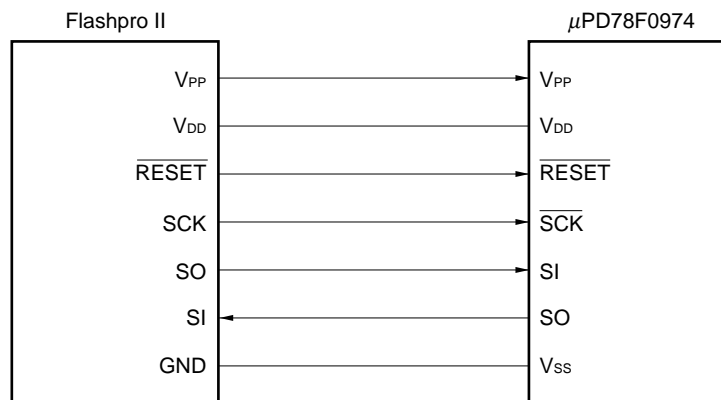 Flashpro II μPD78F0974
VPP VPP
VDD VDD
RESET RESET
SCK SCK
SO SI
SI SO
GND VSS